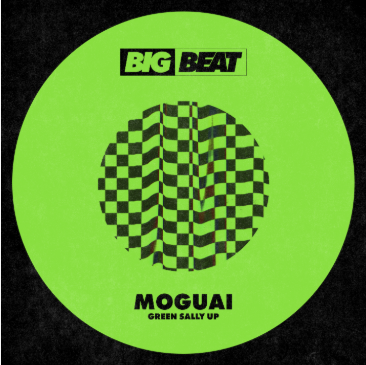 BIG BEAT
MOGUAI
GREEN SALLY UP